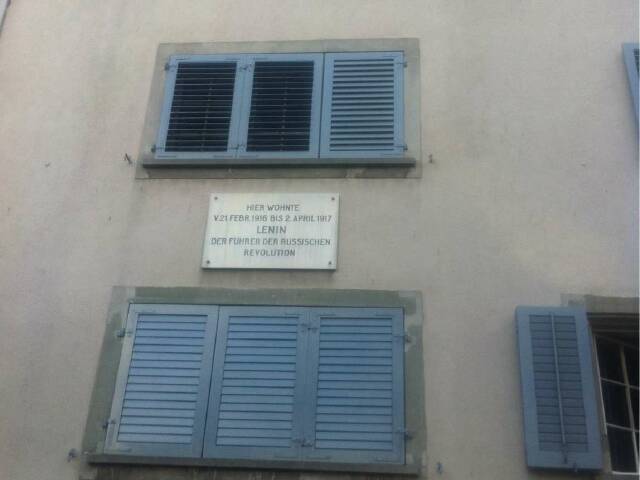 HIER WOHNTE
V. 21. FEBR. 1916 BIS 2. APRIL 1917
LENIN
DER FÜHRER DER RUSSISCHEN
REVOLUTION